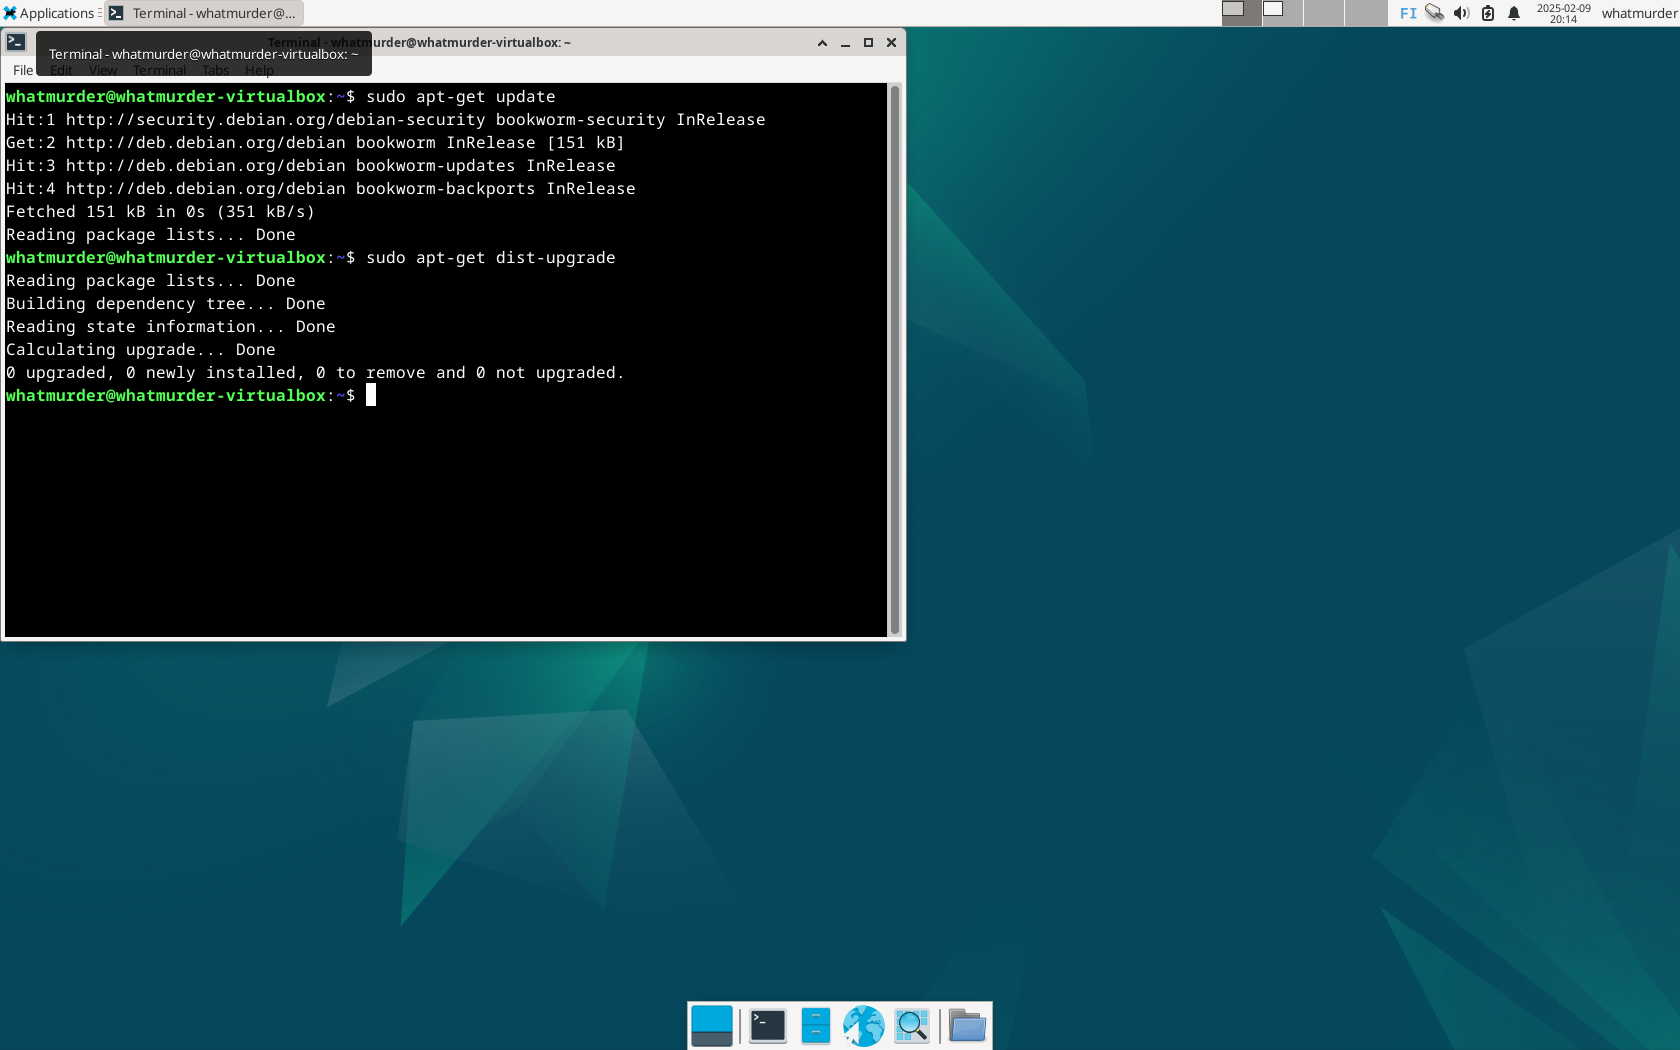 Applications
Terminal - whatmurder@...
FI
2025-02-09
20:14
whatmurder
Terminal - whatmurder@whatmurder-virtualbox: ~
Terminal - whatmurder@whatmurder-virtualbox: ~
File Edit View Terminal Tabs Help
whatmurder@whatmurder-virtualbox:~$ sudo apt-get update
Hit:1 http://security.debian.org/debian-security bookworm-security InRelease
Get:2 http://deb.debian.org/debian bookworm InRelease [151 kB]
Hit:3 http://deb.debian.org/debian bookworm-updates InRelease
Hit:4 http://deb.debian.org/debian bookworm-backports InRelease
Fetched 151 kB in 0s (351 kB/s)
Reading package lists... Done
whatmurder@whatmurder-virtualbox:~$ sudo apt-get dist-upgrade
Reading package lists... Done
Building dependency tree... Done
Reading state information... Done
Calculating upgrade... Done
0 upgraded, 0 newly installed, 0 to remove and 0 not upgraded.
whatmurder@whatmurder-virtualbox:~$